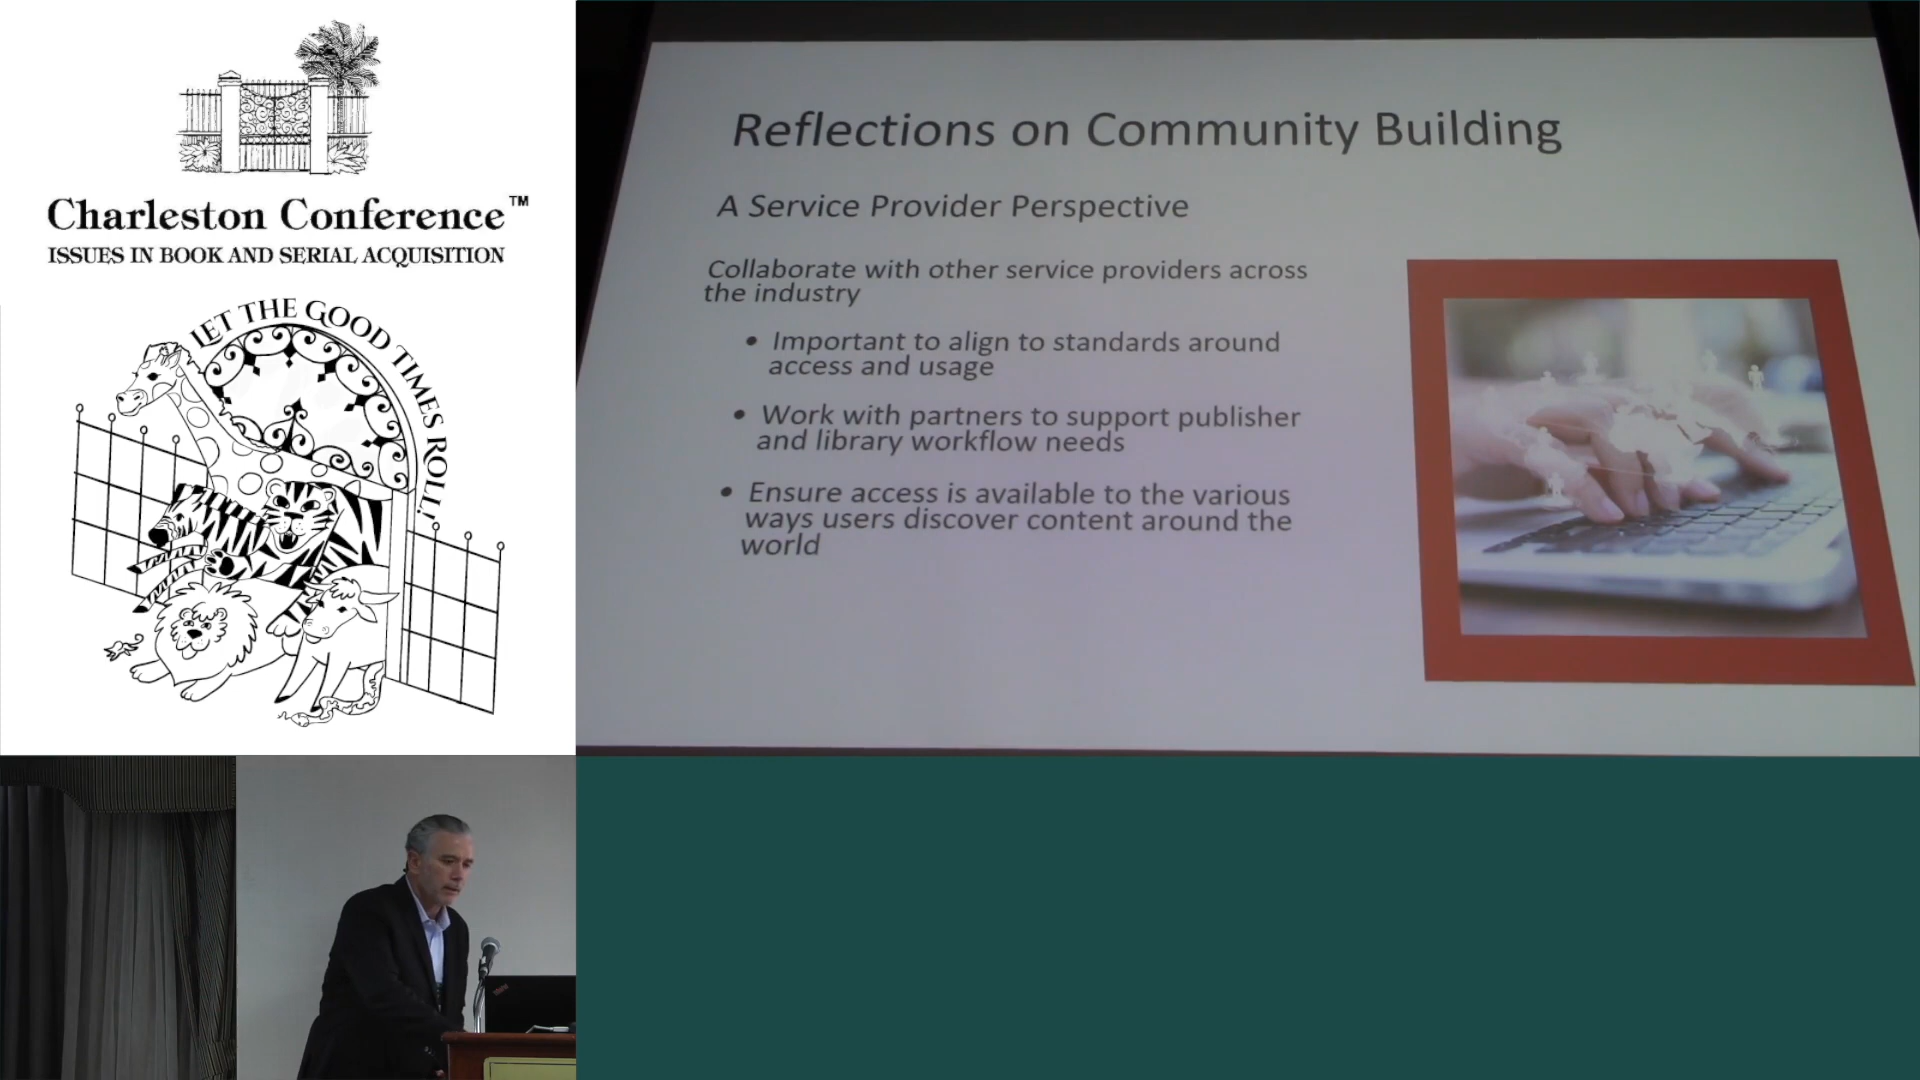 Charleston Conference™
ISSUES IN BOOK AND SERIAL ACQUISITION
LET THE GOOD TIMES ROLL!
Reflections on Community Building
A Service Provider Perspective
Collaborate with other service providers across
the industry
• Important to align to standards around
access and usage
• Work with partners to support publisher
and library workflow needs
• Ensure access is available to the various
ways users discover content around the
world